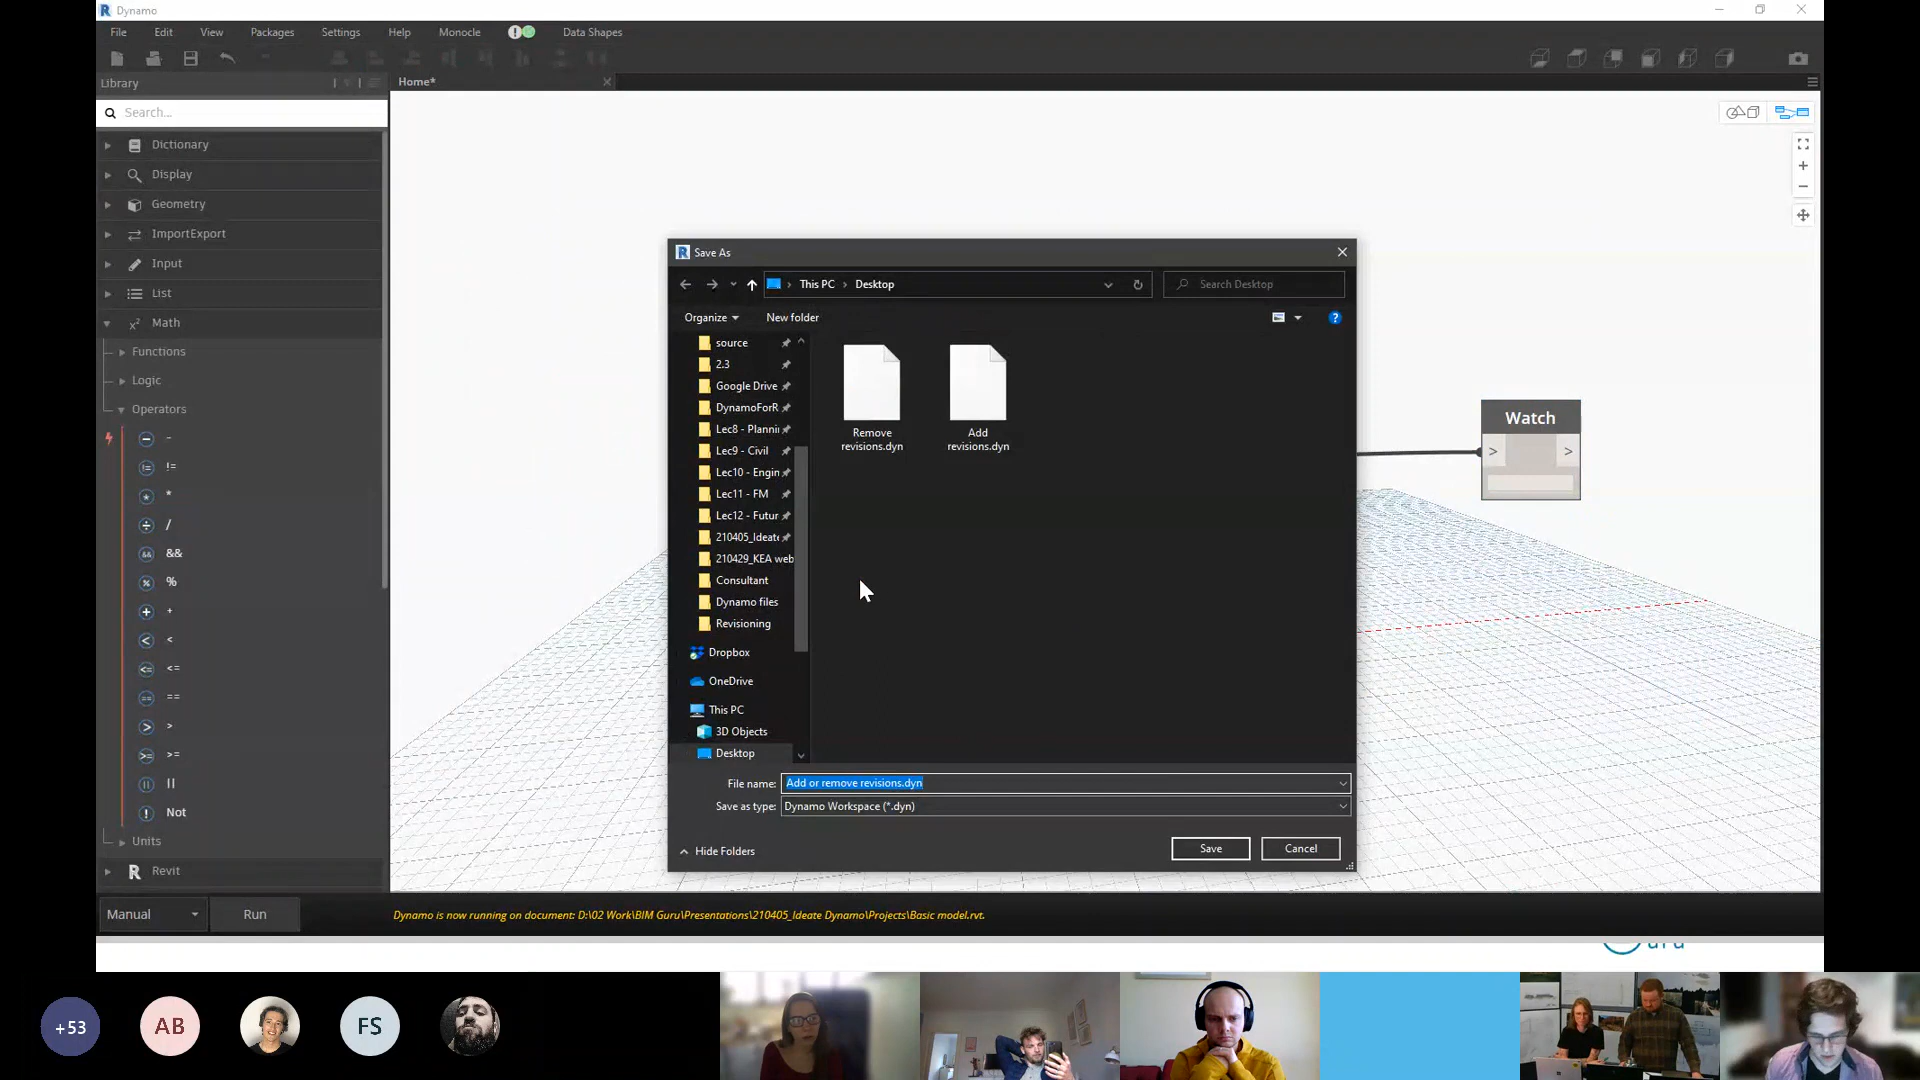 Dynamo
File Edit View Packages Settings Help Monocle Data Shapes
Library
Home*
Search...
Dictionary
Display
Geometry
ImportExport
Input
List
Math
Functions
Logic
Operators
-
!=
*
/
&&
%
+
<
<=
==
>
>=
||
Not
Units
Revit
Manual
Run
Dynamo is now running on document: D:\02 Work\BIM Guru\Presentations\210405_Ideate Dynamo\Projects\Basic model.rvt.
Watch
>
>
Save As
This PC
Desktop
Search Desktop
Organize
New folder
source
2.3
Google Drive
DynamoForR
Lec8 - Planni
Lec9 - Civil
Lec10 - Engin
Lec11 - FM
Lec12 - Futur
210405_Ideate
210429_KEA web
Consultant
Dynamo files
Revisioning
Dropbox
OneDrive
This PC
3D Objects
Desktop
Remove
revisions.dyn
Add
revisions.dyn
File name:
Add or remove revisions.dyn
Save as type:
Dynamo Workspace (*.dyn)
Hide Folders
Save
Cancel
+53
AB
FS